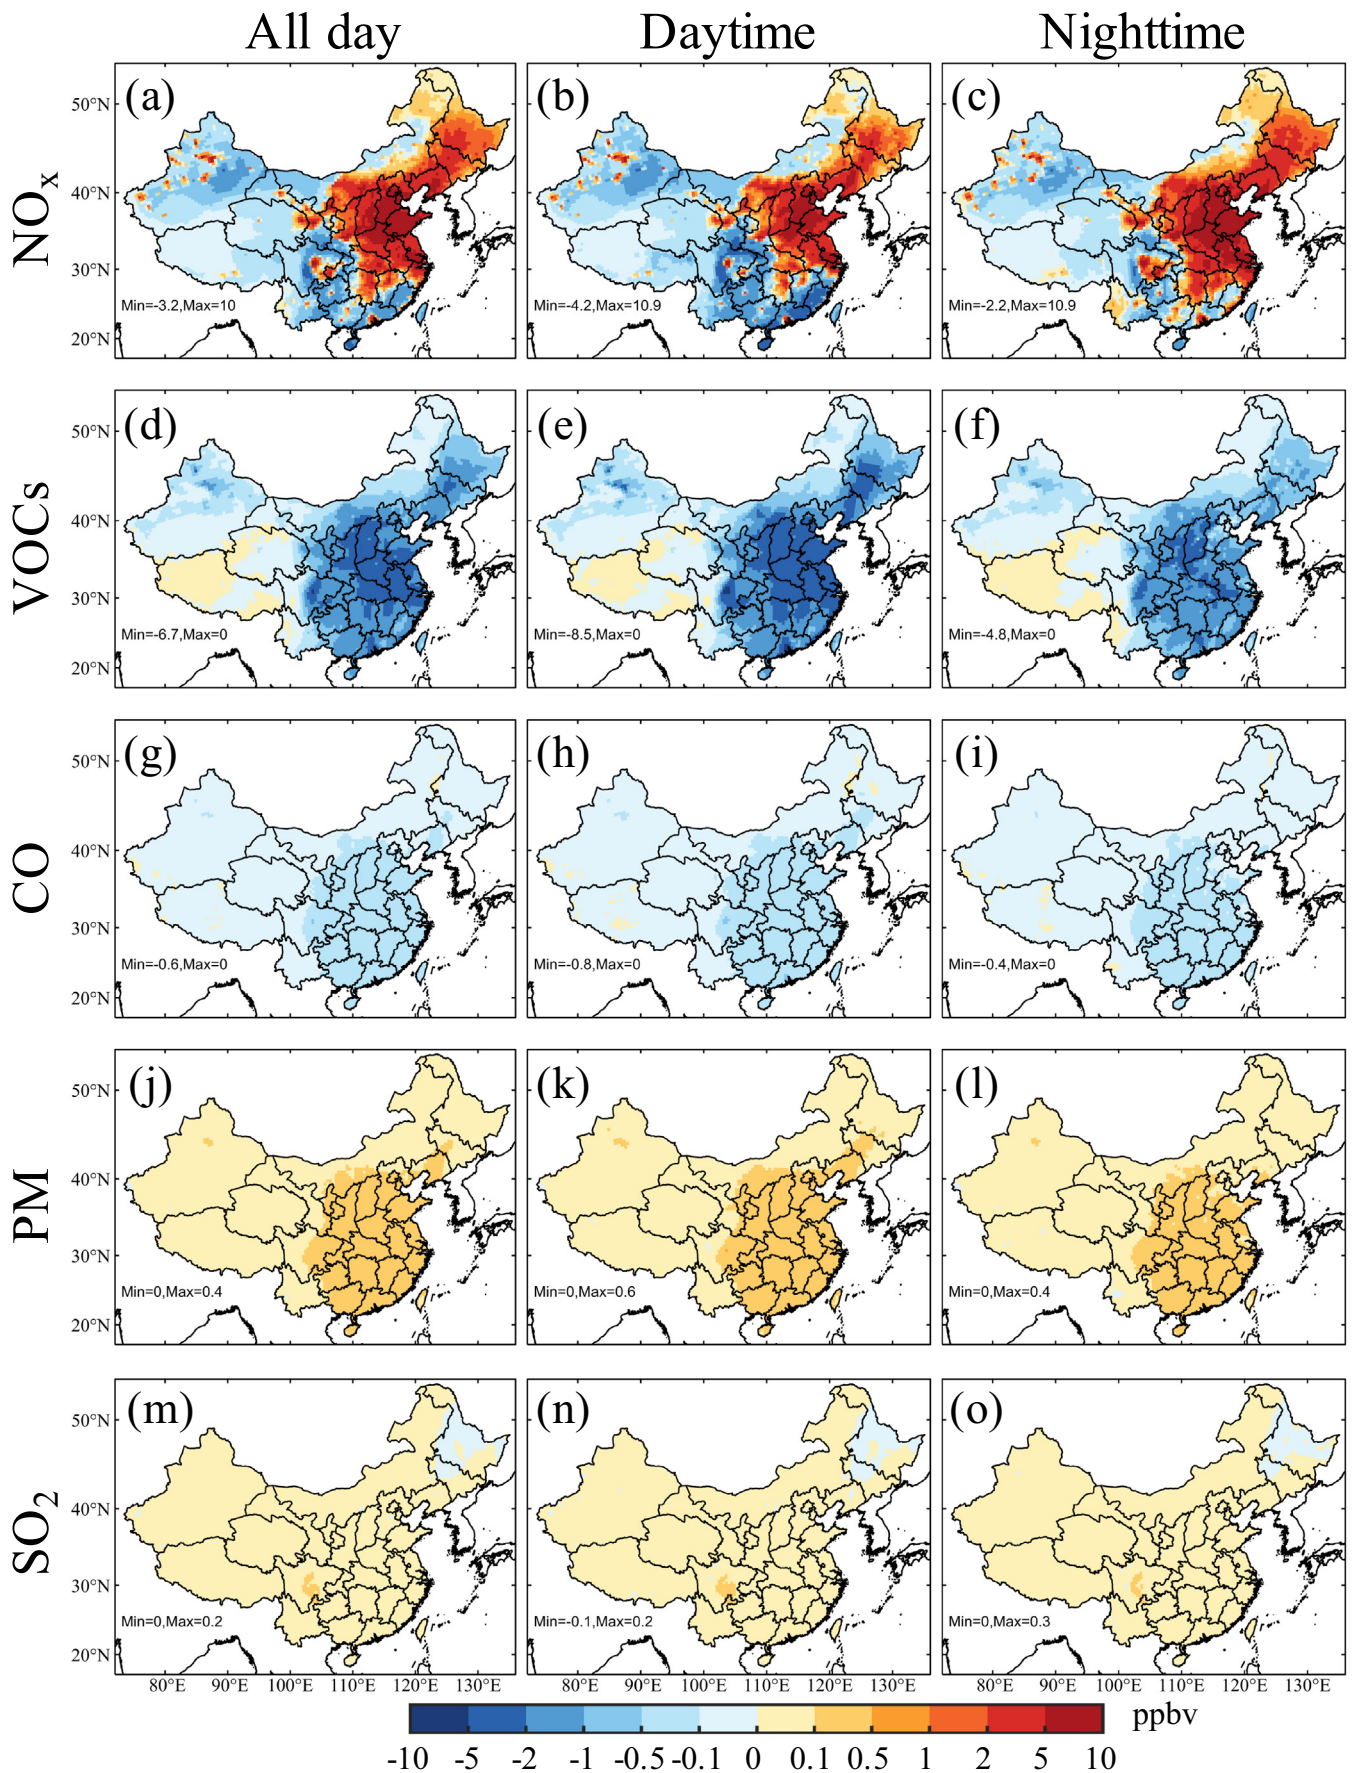 All day Daytime Nighttime
NOx
(a) (b) (c)
50°N
40°N
30°N
20°N
Min=-3.2,Max=10 Min=-4.2,Max=10.9 Min=-2.2,Max=10.9
VOCs
(d) (e) (f)
50°N
40°N
30°N
20°N
Min=-6.7,Max=0 Min=-8.5,Max=0 Min=-4.8,Max=0
CO
(g) (h) (i)
50°N
40°N
30°N
20°N
Min=-0.6,Max=0 Min=-0.8,Max=0 Min=-0.4,Max=0
PM
(j) (k) (l)
50°N
40°N
30°N
20°N
Min=0,Max=0.4 Min=0,Max=0.6 Min=0,Max=0.4
SO2
(m) (n) (o)
50°N
40°N
30°N
20°N
Min=0,Max=0.2 Min=-0.1,Max=0.2 Min=0,Max=0.3
80°E 90°E 100°E 110°E 120°E 130°E 80°E 90°E 100°E 110°E 120°E 130°E 80°E 90°E 100°E 110°E 120°E 130°E
ppbv
-10 -5 -2 -1 -0.5 -0.1 0 0.1 0.5 1 2 5 10